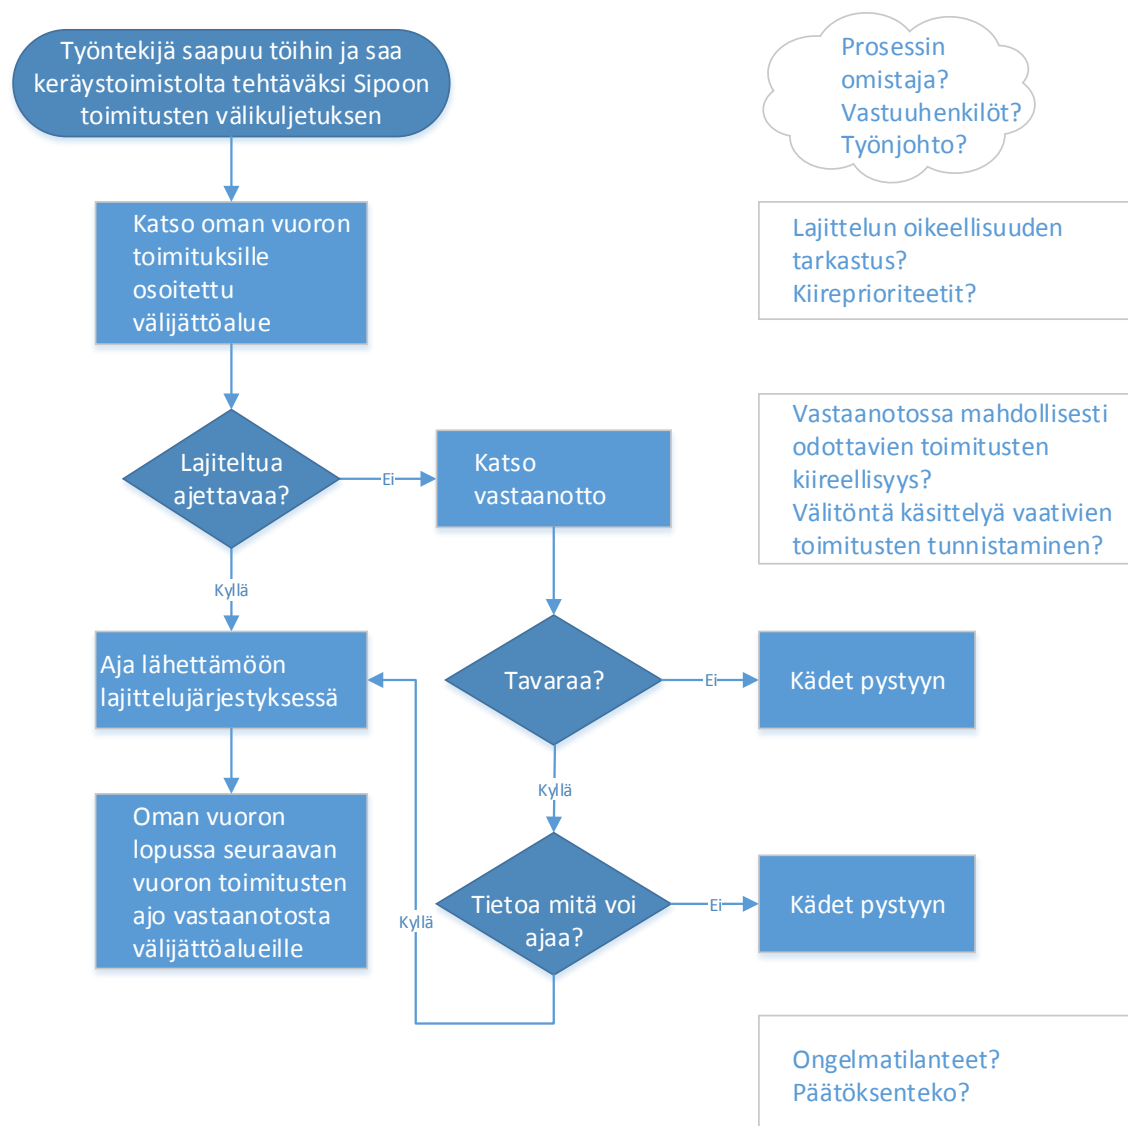 Työntekijä saapuu töihin ja saa
keräystoimistolta tehtäväksi Sipoon
toimitusten välikuljetuksen
Prosessin
omistaja?
Vastuuhenkilöt?
Työnjohto?
Katso oman vuoron
toimituksille
osoitettu
välijättöalue
Lajittelun oikeellisuuden
tarkastus?
Kiireprioriteetit?
Lajiteltua
ajettavaa?
Ei
Katso
vastaanotto
Vastaanotossa mahdollisesti
odottavien toimitusten
kiireellisyys?
Välitöntä käsittelyä vaativien
toimitusten tunnistaminen?
Kyllä
Aja lähettämöön
lajittelujärjestyksessä
Tavaraa?
Ei
Kädet pystyyn
Kyllä
Oman vuoron
lopussa seuraavan
vuoron toimitusten
ajo vastaanotosta
välijättöalueille
Tietoa mitä voi
ajaa?
Ei
Kädet pystyyn
Kyllä
Ongelmatilanteet?
Päätöksenteko?